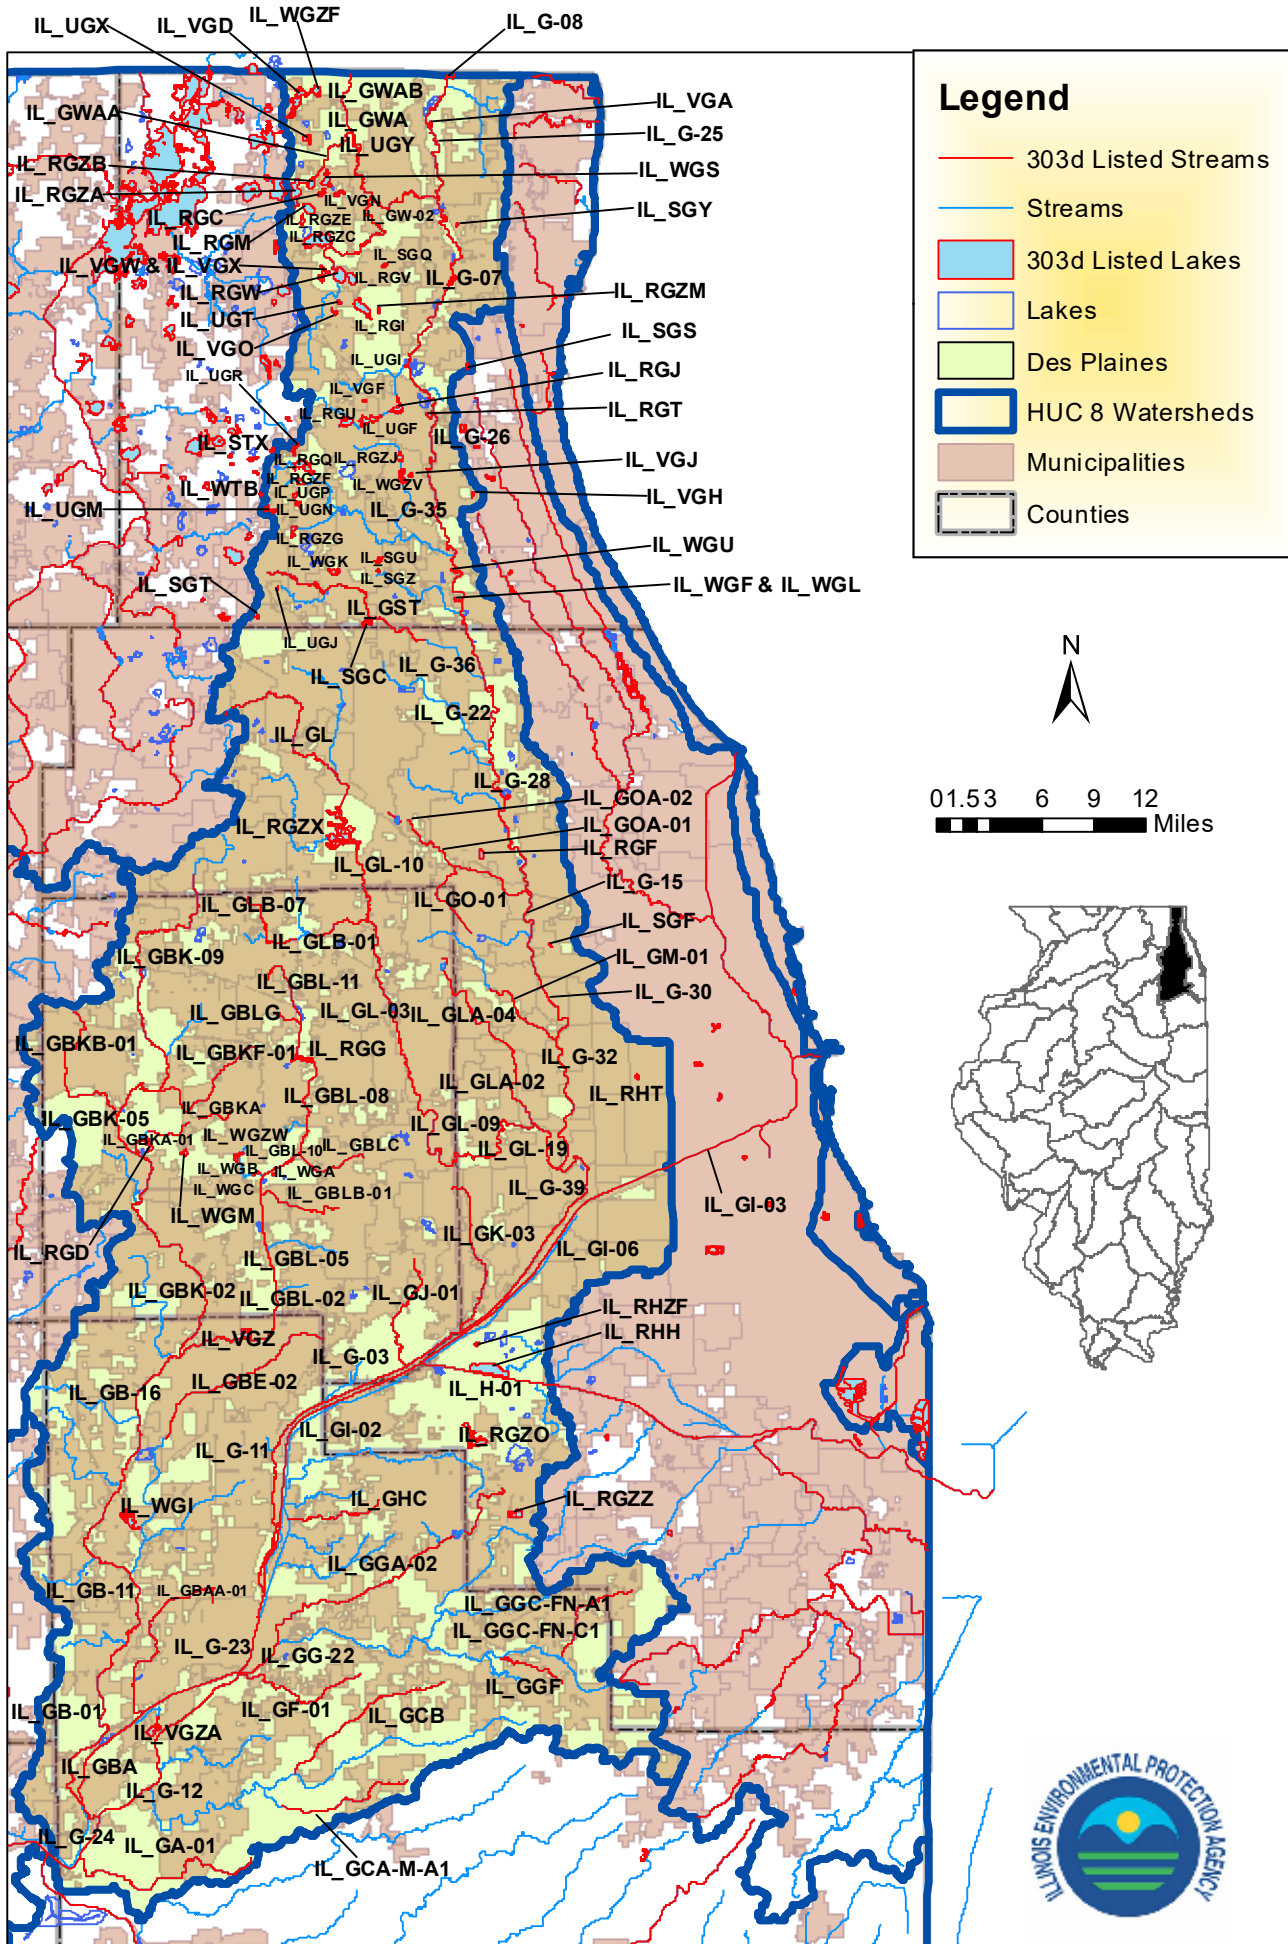 IL_UGX
IL_VGD
IL_WGZF
IL_G-08
IL_GWAB
IL_GWAA
IL_GWA
IL_UGY
IL_VGA
IL_G-25
IL_RGZB
IL_WGS
IL_RGZA
IL_VGN
IL_RGC
IL_RGZE
IL_GW-02
IL_SGY
IL_RGM
IL_RGZC
IL_SGQ
IL_VGW & IL_VGX
IL_RGV
IL_G-07
IL_RGW
IL_RGZM
IL_UGT
IL_RGI
IL_SGS
IL_VGO
IL_UGI
IL_RGJ
IL_UGR
IL_VGF
IL_RGU
IL_RGT
IL_UGF
IL_STX
IL_G-26
IL_RGQ
IL_RGZJ
IL_VGJ
IL_RGZF
IL_WTB
IL_WGZV
IL_UGP
IL_VGH
IL_UGM
IL_UGN
IL_G-35
IL_RGZG
IL_WGU
IL_WGK
IL_SGU
IL_SGZ
IL_SGT
IL_WGF & IL_WGL
IL_GST
IL_UGJ
IL_SGC
IL_G-36
IL_G-22
IL_GL
IL_G-28
IL_GOA-02
IL_RGZX
IL_GOA-01
IL_RGF
IL_GL-10
IL_G-15
IL_GLB-07
IL_GO-01
IL_SGF
IL_GLB-01
IL_GBK-09
IL_GM-01
IL_GBL-11
IL_G-30
IL_GBLG
IL_GL-03
IL_GLA-04
IL_GBKB-01
IL_GBKF-01
IL_RGG
IL_G-32
IL_GLA-02
IL_RHT
IL_GBL-08
IL_GBKA
IL_GBK-05
IL_GL-09
IL_GBKA-01
IL_WGZW
IL_GBL-10
IL_GBLC
IL_GL-19
IL_WGB
IL_WGA
IL_WGC
IL_GBLB-01
IL_G-39
IL_WGM
IL_GI-03
IL_RGD
IL_GK-03
IL_GI-06
IL_GBL-05
IL_GBK-02
IL_GBL-02
IL_GJ-01
IL_RHZF
IL_VGZ
IL_RHH
IL_G-03
IL_GB-16
IL_GBE-02
IL_H-01
IL_GI-02
IL_RGZO
IL_G-11
IL_WGI
IL_GHC
IL_RGZZ
IL_GGA-02
IL_GB-11
IL_GBAA-01
IL_GGC-FN-A1
IL_GGC-FN-C1
IL_G-23
IL_GG-22
IL_GGF
IL_GB-01
IL_GF-01
IL_GCB
IL_VGZA
IL_GBA
IL_G-12
IL_G-24
IL_GA-01
IL_GCA-M-A1
Legend
303d Listed Streams
Streams
303d Listed Lakes
Lakes
Des Plaines
HUC 8 Watersheds
Municipalities
Counties
N
0 1.5 3 6 9 12
Miles
ILLINOIS ENVIRONMENTAL PROTECTION AGENCY